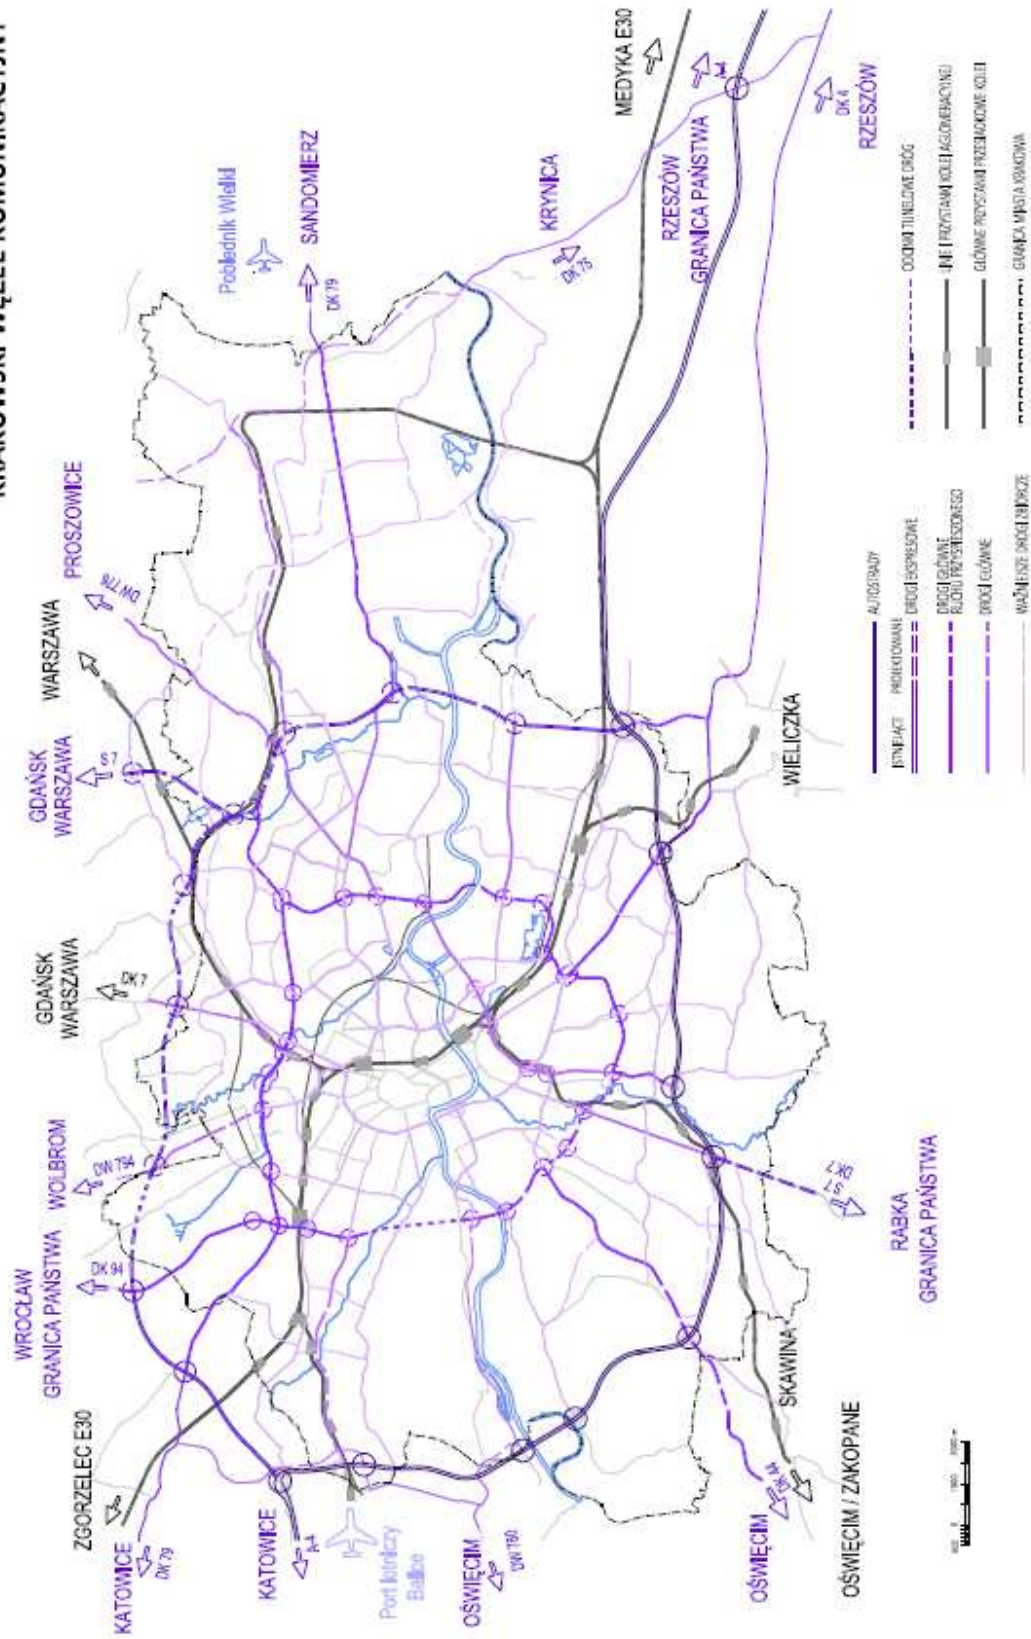 KRAKOWSKI WĘZEŁ KOMUNIKACYJNY
ZGORZELEC E30
KATOWICE
DK 79
KATOWICE
A-4
Port lotniczy
Balice
OŚWIĘCIM
DW 780
WROCŁAW
GRANICA PAŃSTWA
DK 94
WOLBROM
DW 794
GDAŃSK
WARSZAWA
DK 7
GDAŃSK
WARSZAWA
S 7
WARSZAWA
PROSZOWICE
DW 776
Pobiednik Wielki
SANDOMIERZ
DK 79
KRYNICA
DK 75
MEDYKA E30
RZESZÓW
GRANICA PAŃSTWA
DK 4
RZESZÓW
WIELICZKA
S 7
DK 7
RABKA
GRANICA PAŃSTWA
SKAWINA
OŚWIĘCIM
DK 44
OŚWIĘCIM / ZAKOPANE
ISTNIEJĄCE
PROJEKTOWANE
AUTOSTRADY
DROGI EKSPRESOWE
DROGI GŁÓWNE
RUCHU PRZYSPIESZONEGO
DROGI GŁÓWNE
WAŻNIEJSZE DROGI ZBIORCZE
ODCINKI TUNELOWE DRÓG
LINIE I PRZYSTANKI KOLEI AGLOMERACYJNEJ
GŁÓWNE PRZYSTANKI PRZESIADKOWE KOLEI
GRANICA MIASTA KRAKOWA